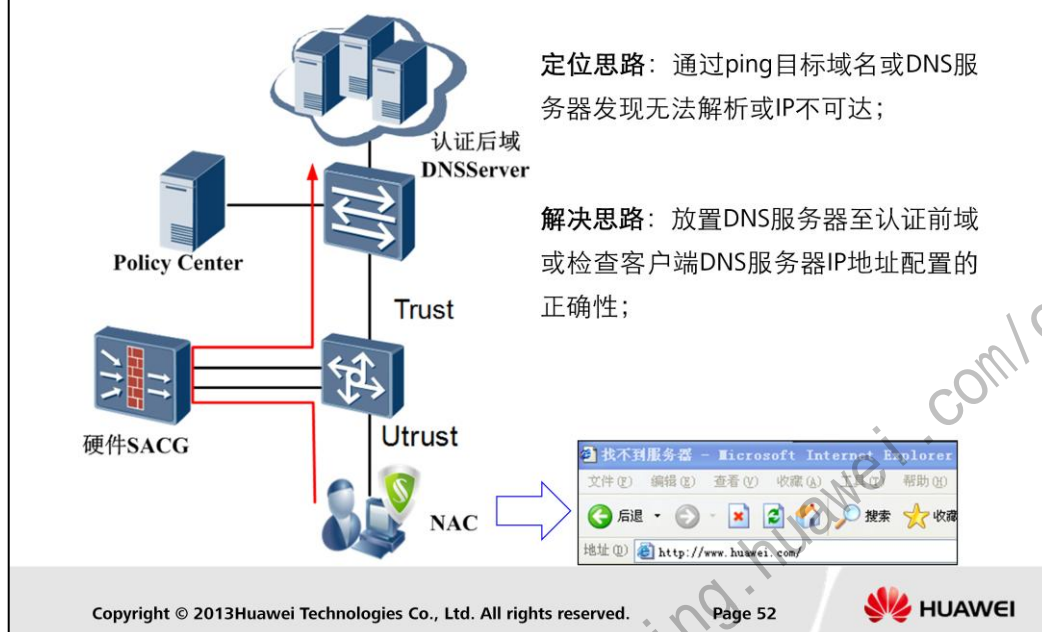 认证后域
DNSServer
Policy Center
Trust
硬件SACG
Utrust
NAC
定位思路：通过ping目标域名或DNS服
务器发现无法解析或IP不可达；
解决思路：放置DNS服务器至认证前域
或检查客户端DNS服务器IP地址配置的
正确性；
找不到服务器 - Microsoft Internet Explorer
文件(F) 编辑(E) 查看(V) 收藏(A) 工具(T) 帮助(H)
后退 搜索 收藏
地址(D) http://www.huawei.com/
Copyright © 2013Huawei Technologies Co., Ltd. All rights reserved. Page 52
HUAWEI
ing.huawei.com/